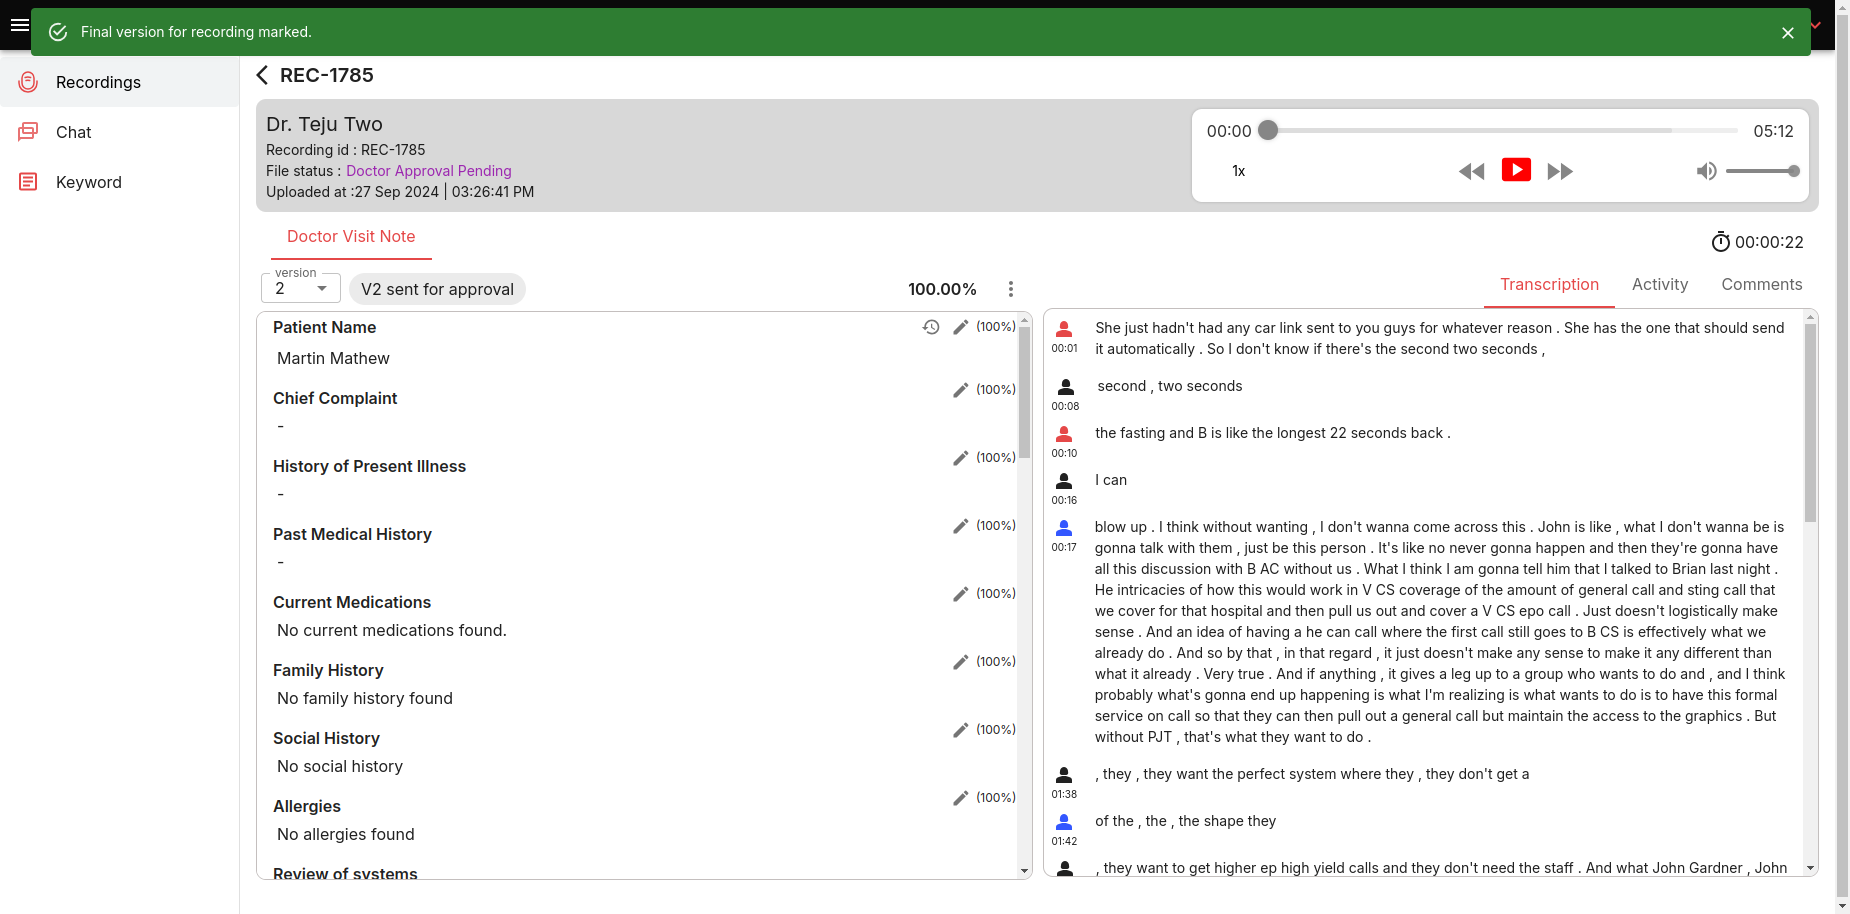 Final version for recording marked.
Recordings
Chat
Keyword
REC-1785
Dr. Teju Two
Recording id : REC-1785
File status : Doctor Approval Pending
Uploaded at :27 Sep 2024 | 03:26:41 PM
00:00
05:12
1x
Doctor Visit Note
00:00:22
version
2
V2 sent for approval
100.00%
Transcription
Activity
Comments
Patient Name
(100%)
Martin Mathew
Chief Complaint
(100%)
-
History of Present Illness
(100%)
-
Past Medical History
(100%)
-
Current Medications
(100%)
No current medications found.
Family History
(100%)
No family history found
Social History
(100%)
No social history
Allergies
(100%)
No allergies found
Review of systems
00:01
She just hadn't had any car link sent to you guys for whatever reason . She has the one that should send
it automatically . So I don't know if there's the second two seconds ,
00:08
second , two seconds
00:10
the fasting and B is like the longest 22 seconds back .
00:16
I can
00:17
blow up . I think without wanting , I don't wanna come across this . John is like , what I don't wanna be is
gonna talk with them , just be this person . It's like no never gonna happen and then they're gonna have
all this discussion with B AC without us . What I think I am gonna tell him that I talked to Brian last night .
He intricacies of how this would work in V CS coverage of the amount of general call and sting call that
we cover for that hospital and then pull us out and cover a V CS epo call . Just doesn't logistically make
sense . And an idea of having a he can call where the first call still goes to B CS is effectively what we
already do . And so by that , in that regard , it just doesn't make any sense to make it any different than
what it already . Very true . And if anything , it gives a leg up to a group who wants to do and , and I think
probably what's gonna end up happening is what I'm realizing is what wants to do is to have this formal
service on call so that they can then pull out a general call but maintain the access to the graphics . But
without PJT , that's what they want to do .
01:38
, they , they want the perfect system where they , they don't get a
01:42
of the , the , the shape they
, they want to get higher ep high yield calls and they don't need the staff . And what John Gardner , John